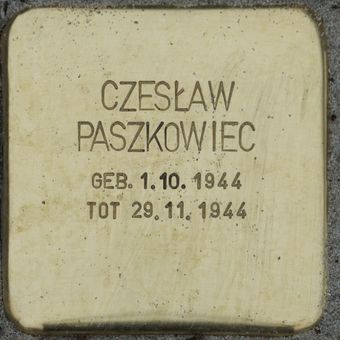 CZESŁAW
PASZKOWIEC
GEB. 1.10. 1944
TOT 29.11. 1944